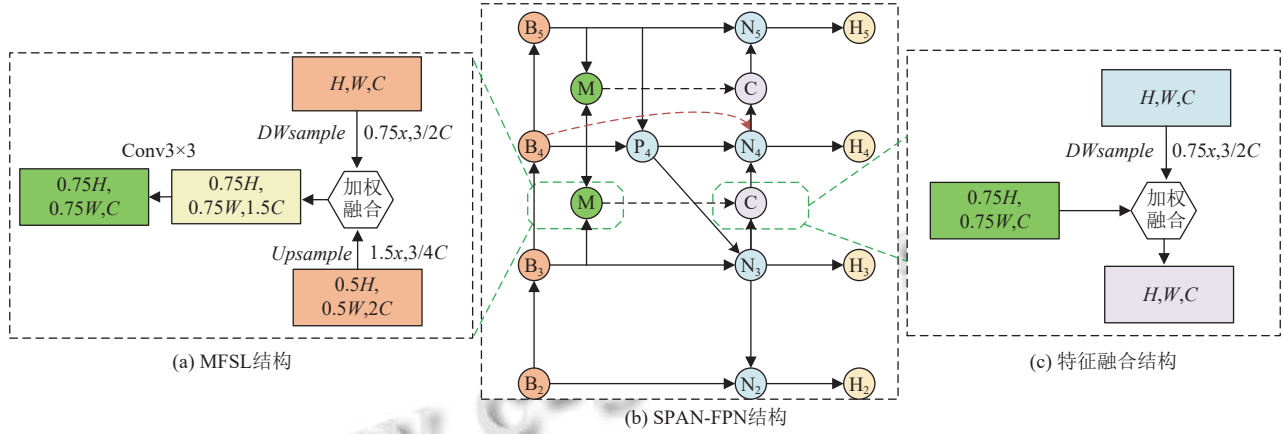 H,W,C
DWsample 0.75x,3/2C
Conv3×3
0.75H,
0.75W,C
0.75H,
0.75W,1.5C
加权
融合
Upsample 1.5x,3/4C
0.5H,
0.5W,2C
(a) MFSL结构
B₅ N₅ H₅
M C
B₄ P₄ N₄ H₄
M C
B₃ N₃ H₃
B₂ N₂ H₂
(b) SPAN-FPN结构
H,W,C
DWsample 0.75x,3/2C
0.75H,
0.75W,C
加权
融合
H,W,C
(c) 特征融合结构